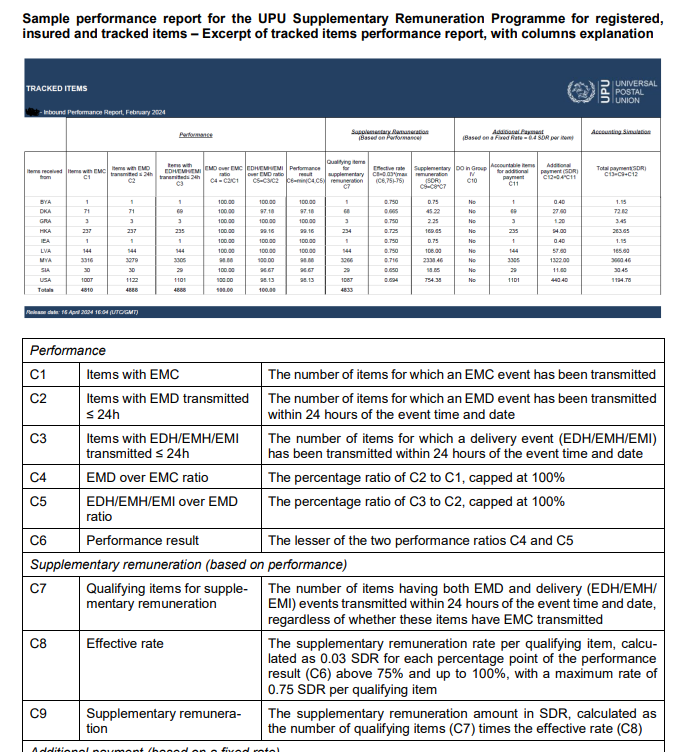 Sample performance report for the UPU Supplementary Remuneration Programme for registered,
insured and tracked items – Excerpt of tracked items performance report, with columns explanation
TRACKED ITEMS
UPU UNIVERSAL
POSTAL
UNION
- Inbound Performance Report, February 2024
Performance Supplementary Remuneration Additional Payment Accounting Simulation
(Based on Performance) (Based on a Fixed Rate = 0.4 SDR per item)
Items received from Items with EMC C1 Items with EMD transmitted ≤ 24h C2 Items with EDH/EMH/EMI transmitted≤ 24h C3 EMD over EMC ratio C4 = C2/C1 EDH/EMH/EMI over EMD ratio C5=C3/C2 Performance result C6=min(C4,C5) Qualifying items for supplementary remuneration C7 Effective rate C8=0.03*(max (C6,75)-75) Supplementary remuneration (SDR) C9=C8*C7 DO in Group IV C10 Accountable items for additional payment C11 Additional payment (SDR) C12=0.4*C11 Total payment(SDR) C13=C9+C12
BYA 1 1 1 100.00 100.00 100.00 1 0.750 0.75 No 1 0.40 1.15
DKA 71 71 69 100.00 97.18 97.18 68 0.665 45.22 No 69 27.60 72.82
GRA 3 3 3 100.00 100.00 100.00 3 0.750 2.25 No 3 1.20 3.45
HKA 237 237 235 100.00 99.16 99.16 234 0.725 169.65 No 235 94.00 263.65
IEA 1 1 1 100.00 100.00 100.00 1 0.750 0.75 No 1 0.40 1.15
LVA 144 144 144 100.00 100.00 100.00 144 0.750 108.00 No 144 57.60 165.60
MYA 3316 3279 3305 98.88 100.00 98.88 3266 0.716 2338.46 No 3305 1322.00 3660.46
SIA 30 30 29 100.00 96.67 96.67 29 0.650 18.85 No 29 11.60 30.45
USA 1007 1122 1101 100.00 98.13 98.13 1087 0.694 754.38 No 1101 440.40 1194.78
Totals 4810 4888 4888 100.00 100.00 4833
Release date: 16 April 2024 16:04 (UTC/GMT)
Performance
C1 Items with EMC The number of items for which an EMC event has been transmitted
C2 Items with EMD transmitted The number of items for which an EMD event has been transmitted
≤ 24h within 24 hours of the event time and date
C3 Items with EDH/EMH/EMI The number of items for which a delivery event (EDH/EMH/EMI)
transmitted ≤ 24h has been transmitted within 24 hours of the event time and date
C4 EMD over EMC ratio The percentage ratio of C2 to C1, capped at 100%
C5 EDH/EMH/EMI over EMD The percentage ratio of C3 to C2, capped at 100%
ratio
C6 Performance result The lesser of the two performance ratios C4 and C5
Supplementary remuneration (based on performance)
C7 Qualifying items for supple- The number of items having both EMD and delivery (EDH/EMH/
mentary remuneration EMI) events transmitted within 24 hours of the event time and date,
regardless of whether these items have EMC transmitted
C8 Effective rate The supplementary remuneration rate per qualifying item, calcu-
lated as 0.03 SDR for each percentage point of the performance
result (C6) above 75% and up to 100%, with a maximum rate of
0.75 SDR per qualifying item
C9 Supplementary remunera- The supplementary remuneration amount in SDR, calculated as
tion the number of qualifying items (C7) times the effective rate (C8)
Additional payment (based on a fixed rate)